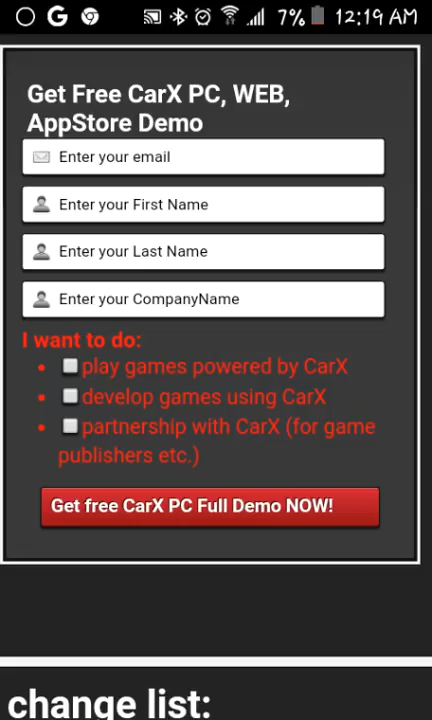 7% 12:19 AM
Get Free CarX PC, WEB,
AppStore Demo
Enter your email
Enter your First Name
Enter your Last Name
Enter your CompanyName
I want to do:
play games powered by CarX
develop games using CarX
partnership with CarX (for game
publishers etc.)
Get free CarX PC Full Demo NOW!
change list: